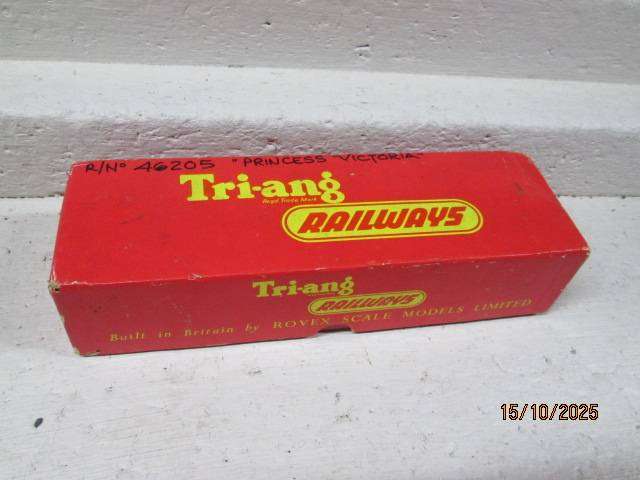 R/No 46205 "PRINCESS VICTORIA"
Tri-ang
Regd Trade Mark
RAILWAYS
Tri-ang
RAILWAYS
Built in Britain by ROVEX SCALE MODELS LIMITED
15/10/2025